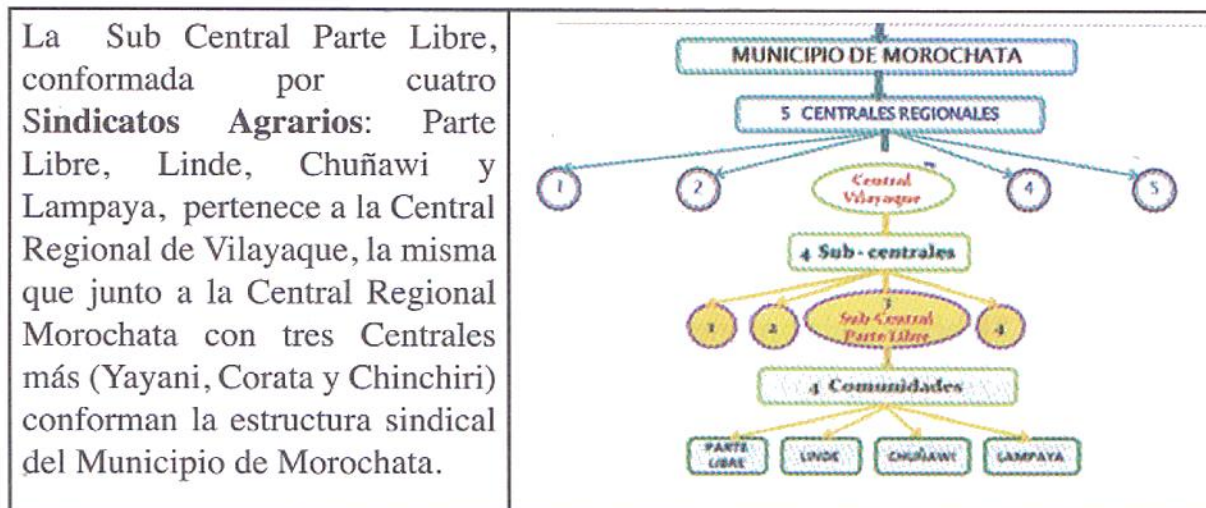 La Sub Central Parte Libre,
conformada por cuatro
Sindicatos Agrarios: Parte
Libre, Linde, Chuñawi y
Lampaya, pertenece a la Central
Regional de Vilayaque, la misma
que junto a la Central Regional
Morochata con tres Centrales
más (Yayani, Corata y Chinchiri)
conforman la estructura sindical
del Municipio de Morochata.
MUNICIPIO DE MOROCHATA
5 CENTRALES REGIONALES
1
2
Central
Vilayaque
4
5
4 Sub-centrales
1
2
3
Sub-Central
Parte Libre
4
4 Comunidades
PARTE
LIBRE
LINDE
CHUÑAWI
LAMPAYA